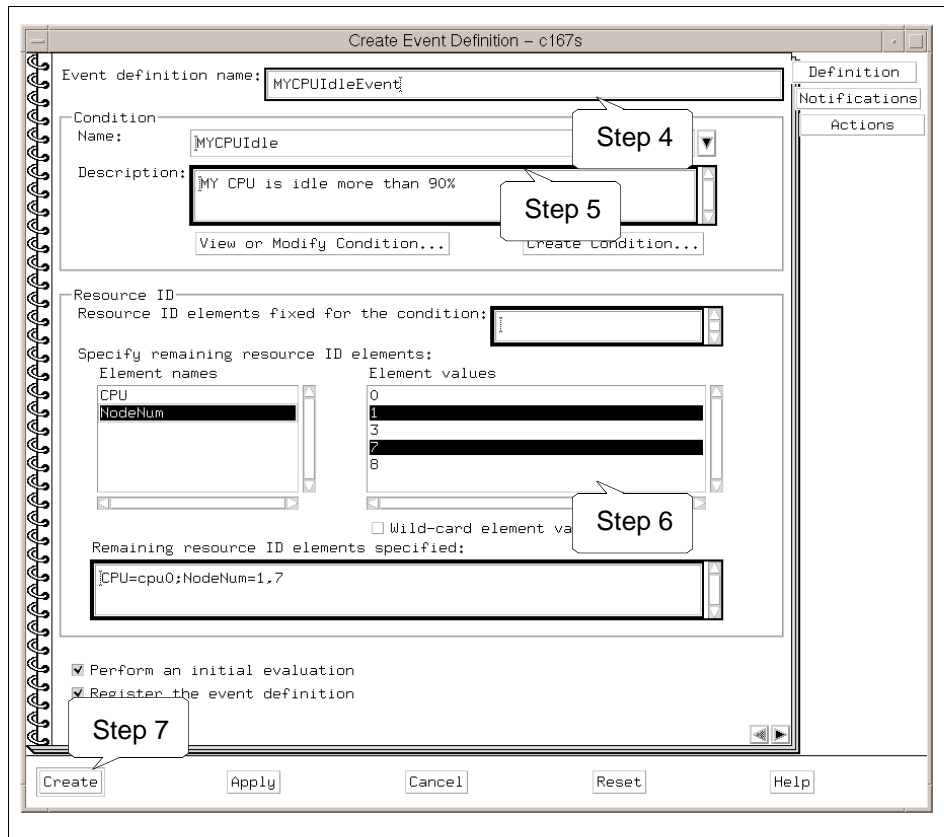 Create Event Definition – c167s
Event definition name: MYCPUIdleEvent
Definition
Notifications
Actions
Step 4
Condition
Name: MYCPUIdle
Description: MY CPU is idle more than 90%
Step 5
View or Modify Condition... Create Condition...
Resource ID
Resource ID elements fixed for the condition:
Specify remaining resource ID elements:
Element names Element values
CPU 0
NodeNum 1
3
7
8
Step 6
Wild-card element
Remaining resource ID elements specified:
CPU=cpu0;NodeNum=1,7
Perform an initial evaluation
Register the event definition
Step 7
Create Apply Cancel Reset Help